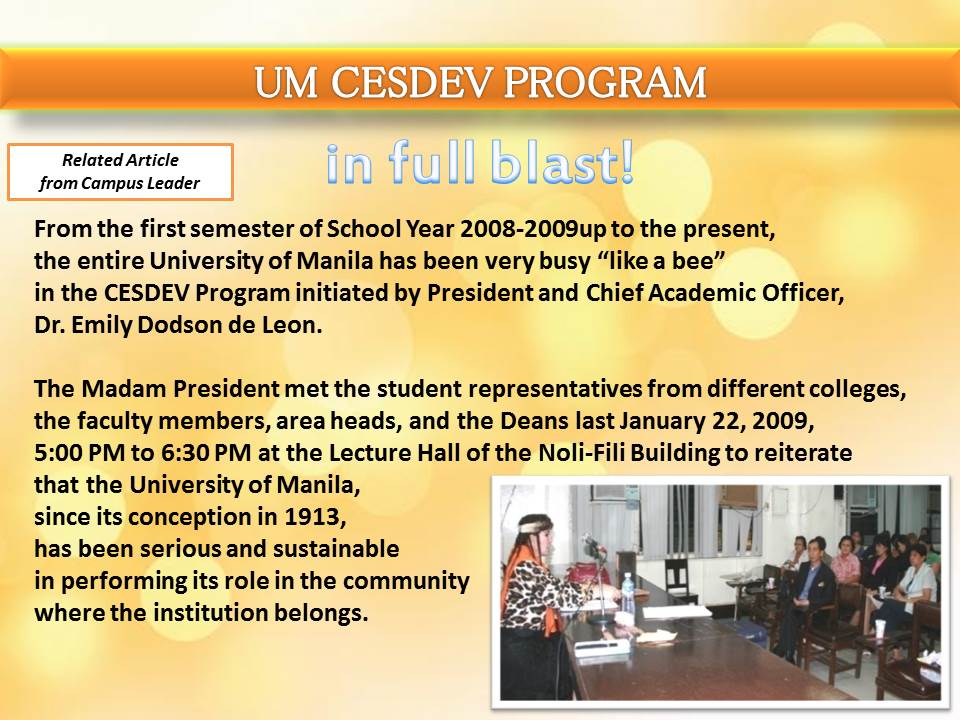 UM CESDEV PROGRAM
in full blast!
Related Article
from Campus Leader
From the first semester of School Year 2008-2009up to the present,
the entire University of Manila has been very busy “like a bee”
in the CESDEV Program initiated by President and Chief Academic Officer,
Dr. Emily Dodson de Leon.
The Madam President met the student representatives from different colleges,
the faculty members, area heads, and the Deans last January 22, 2009,
5:00 PM to 6:30 PM at the Lecture Hall of the Noli-Fili Building to reiterate
that the University of Manila,
since its conception in 1913,
has been serious and sustainable
in performing its role in the community
where the institution belongs.